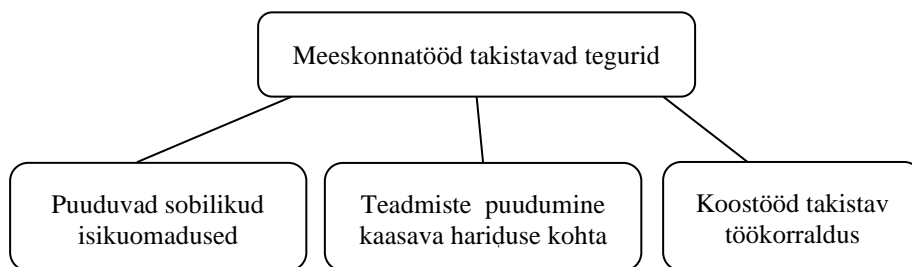 Meeskonnatööd takistavad tegurid
Puuduvad sobilikud
isikuomadused
Teadmiste puudumine
kaasava hariduse kohta
Koostööd takistav
töökorraldus